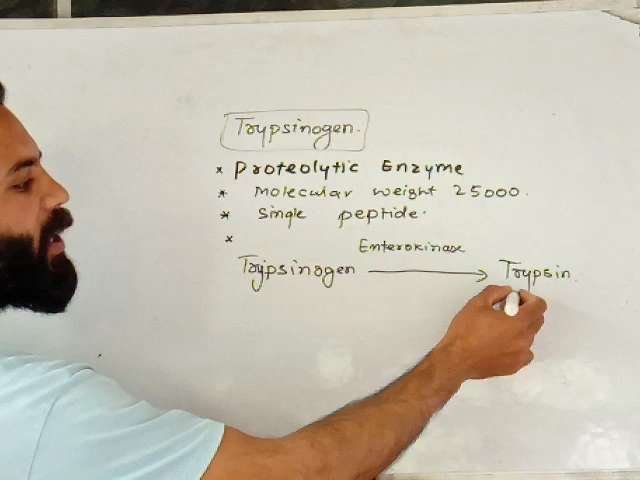 Trypsinogen.
* Proteolytic Enzyme
* Molecular weight 25000.
* Single peptide.
*
Enterokinase
Trypsinogen → Trypsin.